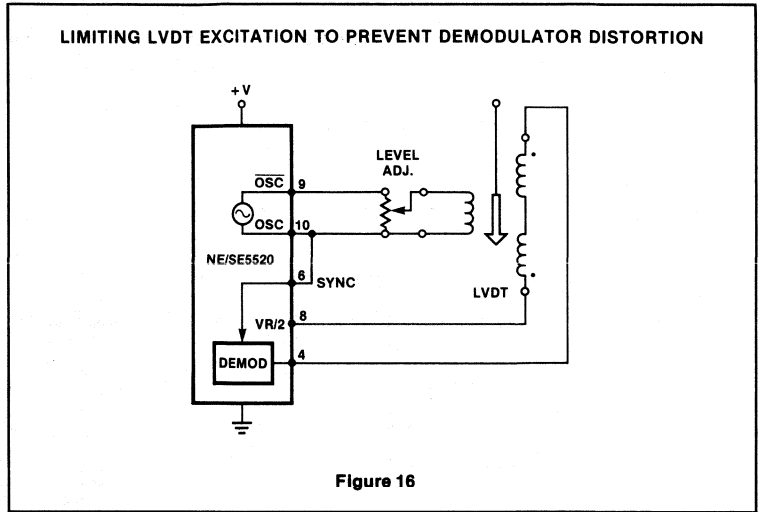 LIMITING LVDT EXCITATION TO PREVENT DEMODULATOR DISTORTION
+V
LEVEL
ADJ.
OSC 9
OSC 10
NE/SE5520
6 SYNC
LVDT
VR/2 8
DEMOD 4
Figure 16